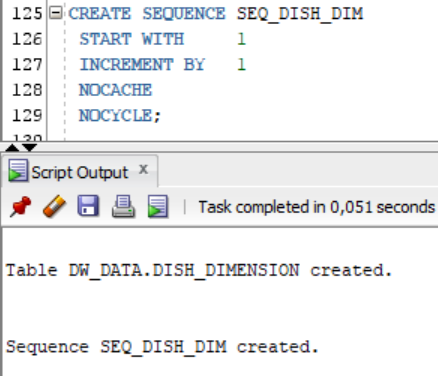 125 CREATE SEQUENCE SEQ_DISH_DIM
126 START WITH 1
127 INCREMENT BY 1
128 NOCACHE
129 NOCYCLE;
130
Script Output x
Task completed in 0,051 seconds
Table DW_DATA.DISH_DIMENSION created.
Sequence SEQ_DISH_DIM created.